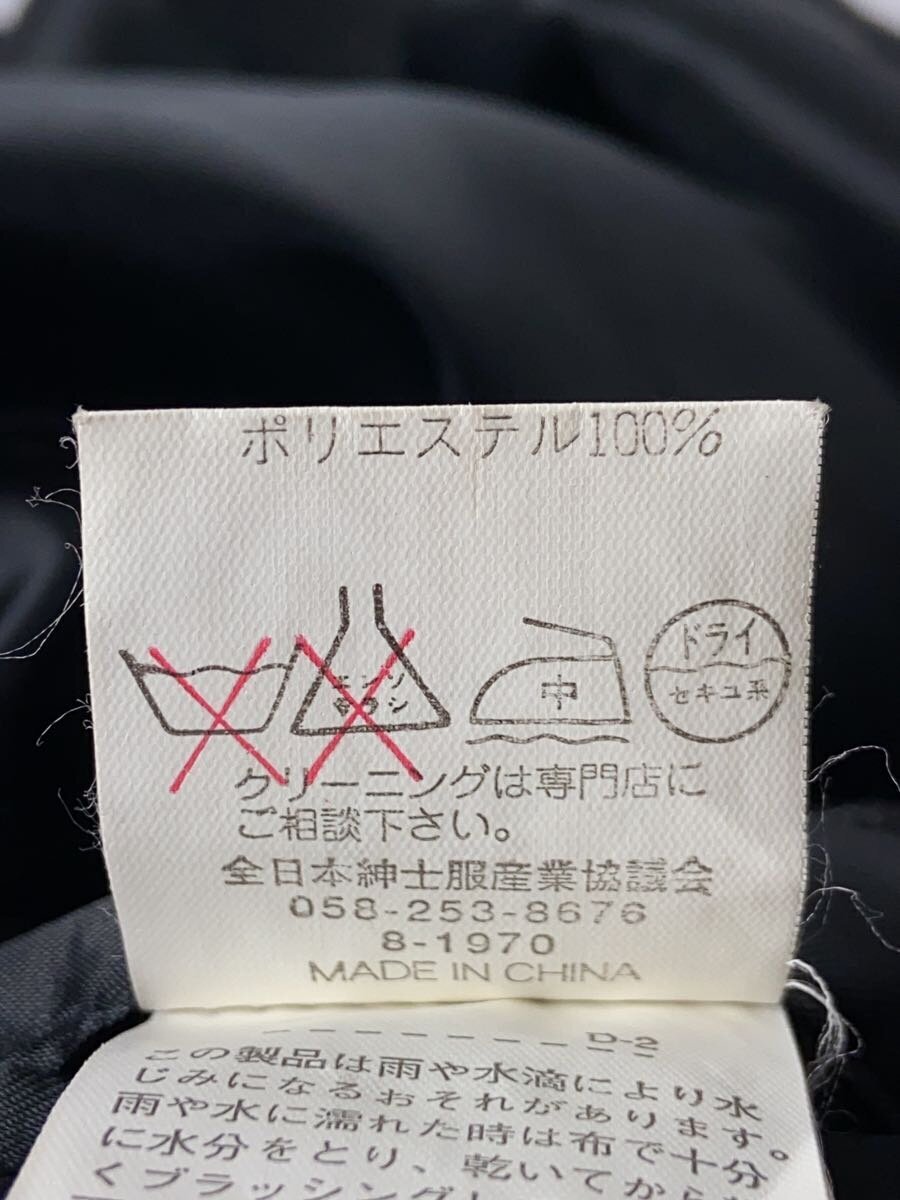 ポリエステル100%
エンソ
サラシ
中
ドライ
セキユ系
クリーニングは専門店に
ご相談下さい。
全日本紳士服産業協議会
058-253-8676
8-1970
MADE IN CHINA
D-2
この製品は雨や水滴により水
じみになるおそれがあります。
雨や水に濡れた時は布で十分
に水分をとり、乾いてから
くブラッシング